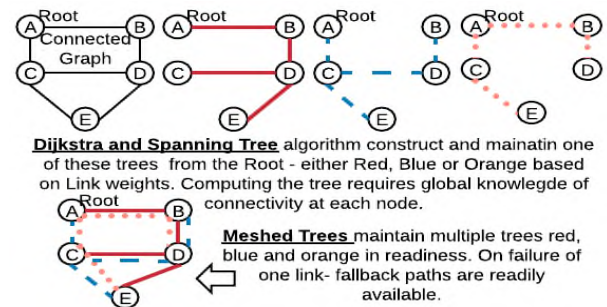 Root Root Root Root
A B A B A B A B
Connected
Graph
C D C D C D C D
E E E E
Dijkstra and Spanning Tree algorithm construct and mainatin one
of these trees from the Root - either Red, Blue or Orange based
on Link weights. Computing the tree requires global knowlegde of
connectivity at each node.
Root
A B
Meshed Trees maintain multiple trees red,
blue and orange in readiness. On failure of
C D
one link- fallback paths are readily
available.
E